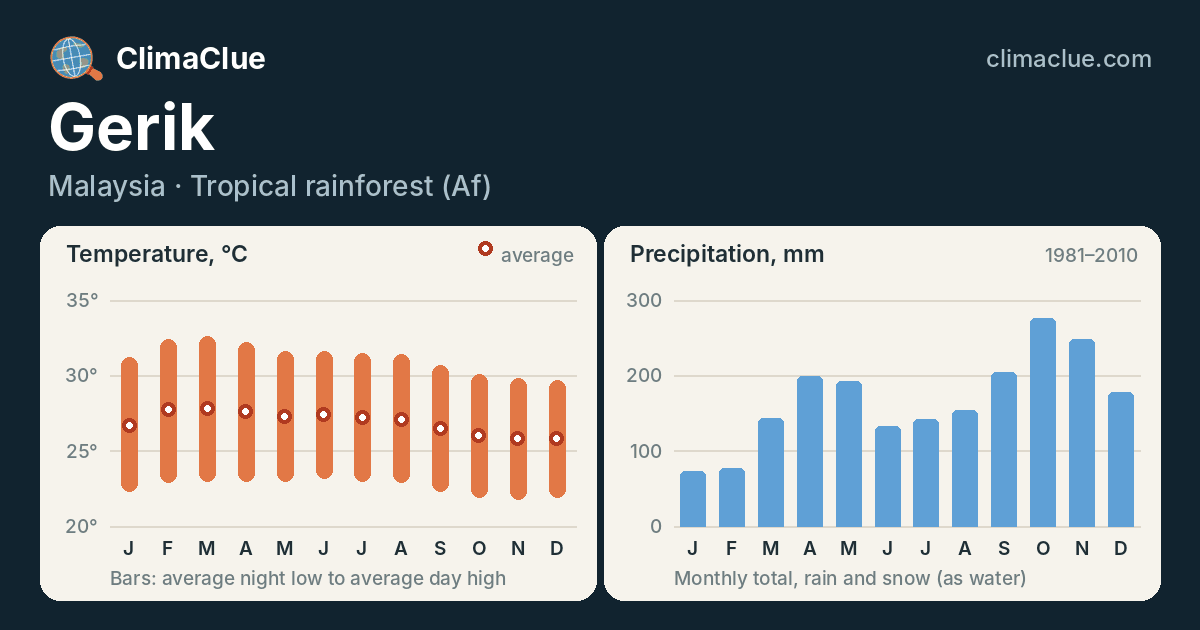 ClimaClue
climaclue.com
Gerik
Malaysia · Tropical rainforest (Af)
Temperature, °C
average
35°
30°
25°
20°
J F M A M J J A S O N D
Bars: average night low to average day high
Precipitation, mm
1981–2010
300
200
100
0
J F M A M J J A S O N D
Monthly total, rain and snow (as water)